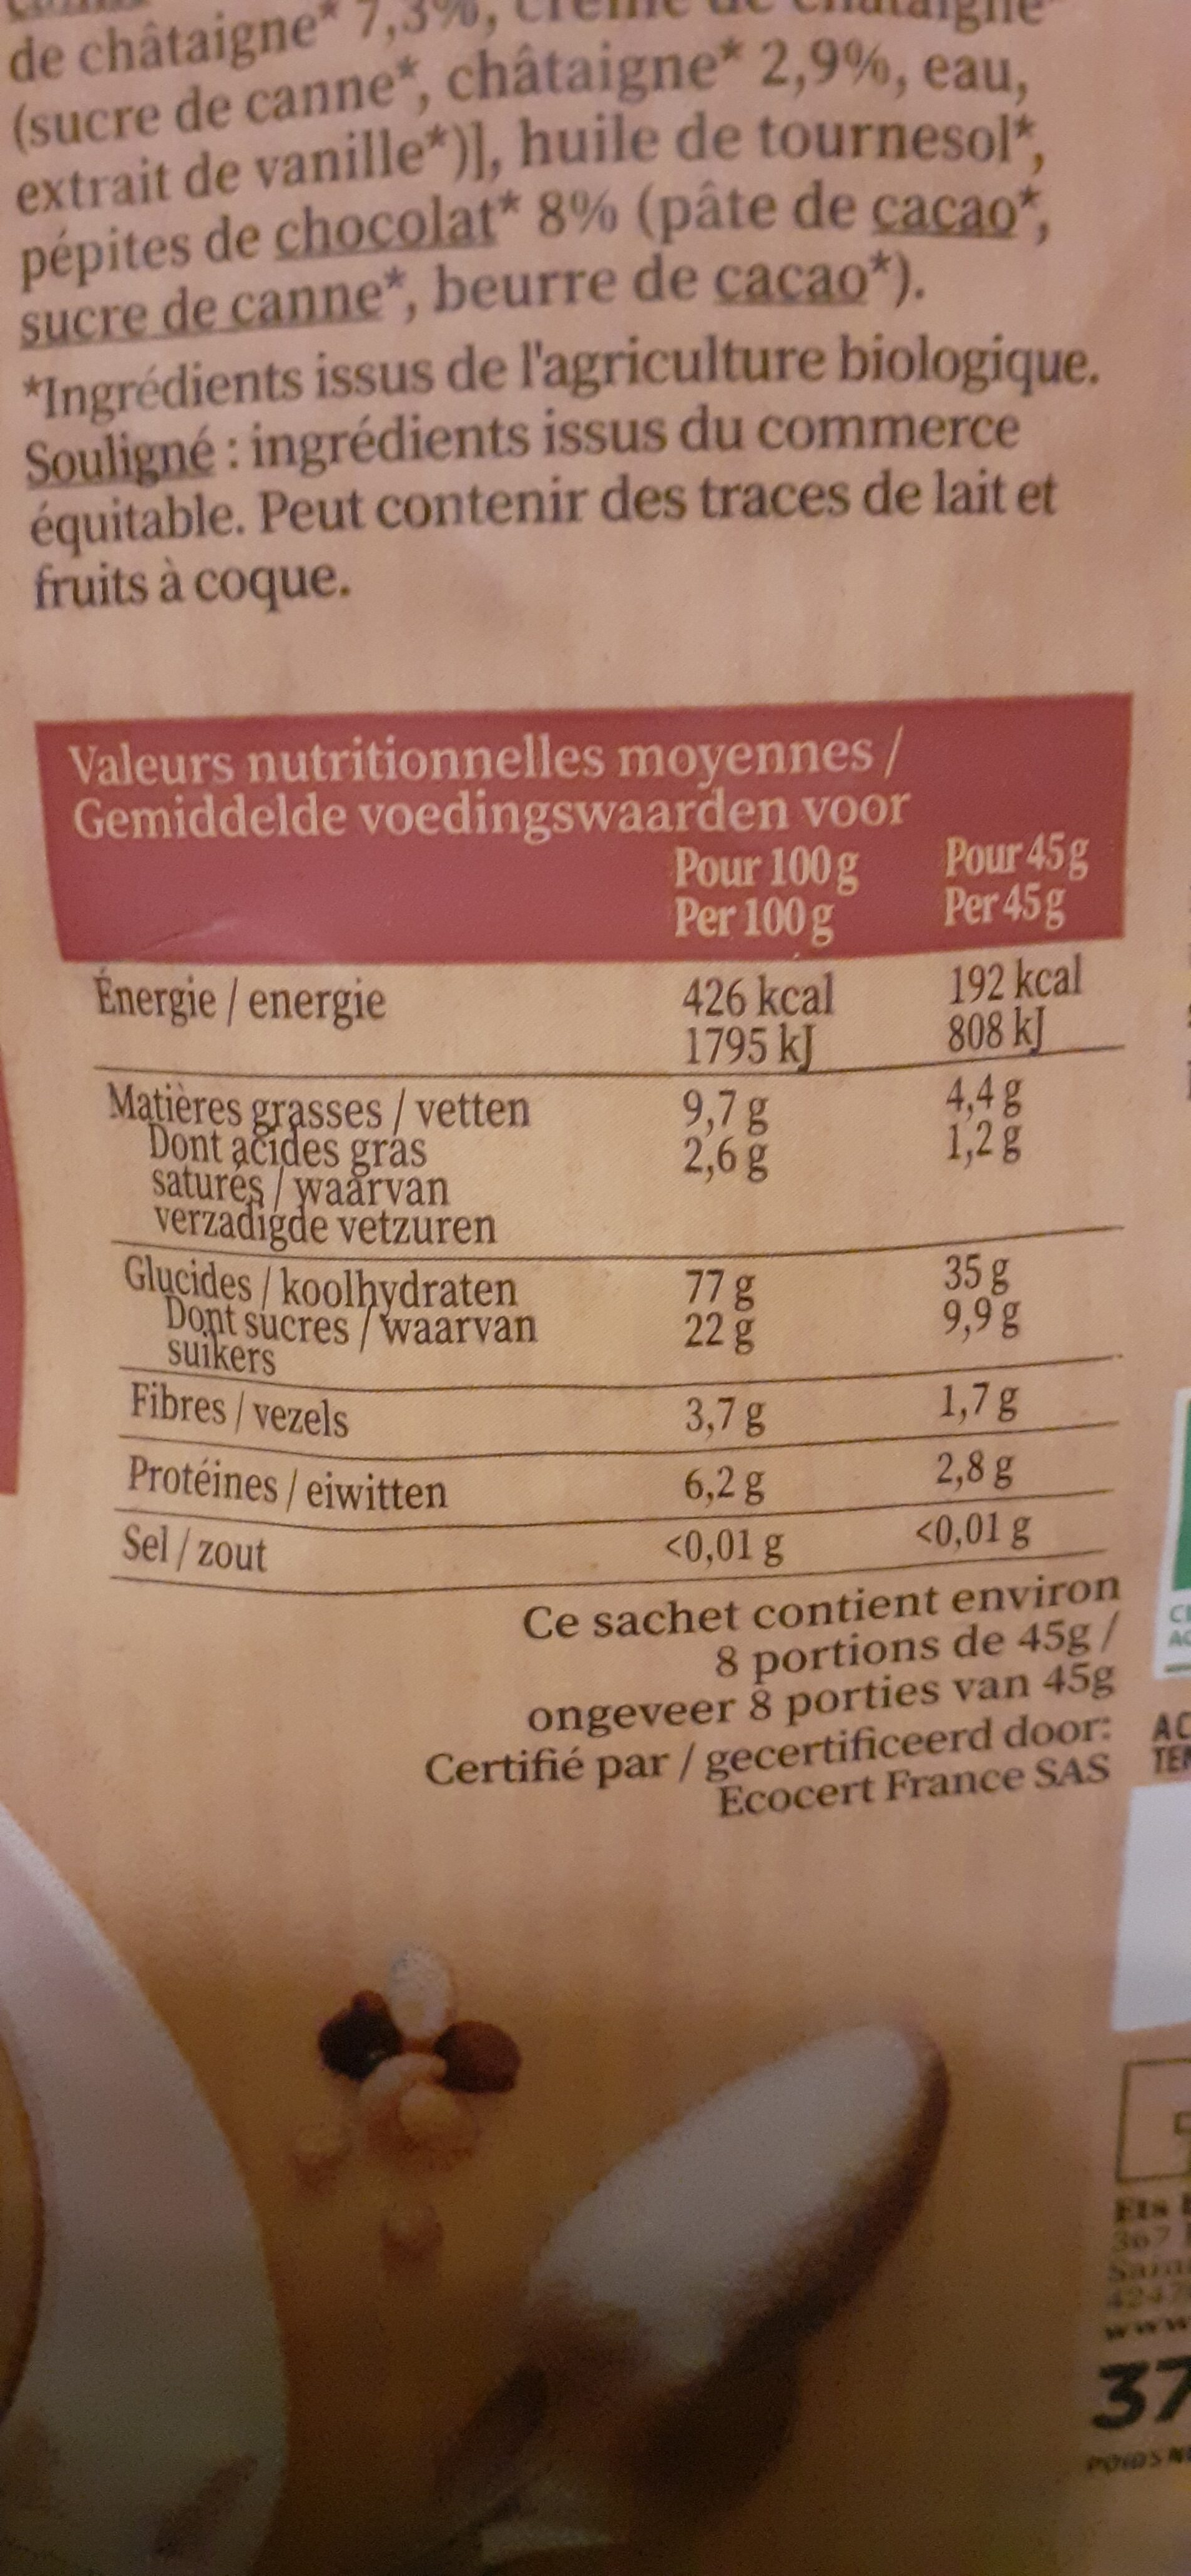 de châtaigne* 7,3%, crème de châtaigne*
(sucre de canne*, châtaigne* 2,9%, eau,
extrait de vanille*)], huile de tournesol*,
pépites de chocolat* 8% (pâte de cacao*,
sucre de canne*, beurre de cacao*).
*Ingrédients issus de l'agriculture biologique.
Souligné : ingrédients issus du commerce
équitable. Peut contenir des traces de lait et
fruits à coque.
Valeurs nutritionnelles moyennes /
Gemiddelde voedingswaarden voor
Pour 100g Pour 45g
Per 100g Per 45g
Énergie / energie 426 kcal 192 kcal
1795 kJ 808 kJ
Matières grasses / vetten 9,7 g 4,4 g
Dont acides gras 2,6 g 1,2 g
saturés / waarvan
verzadigde vetzuren
Glucides / koolhydraten 77 g 35 g
Dont sucres / waarvan 22 g 9,9 g
suikers
Fibres / vezels 3,7 g 1,7 g
Protéines / eiwitten 6,2 g 2,8 g
Sel / zout <0,01 g <0,01 g
Ce sachet contient environ
8 portions de 45g /
ongeveer 8 porties van 45g
Certifié par / gecertificeerd door:
Ecocert France SAS
AC
TEM
Ets
367
37
POIDS